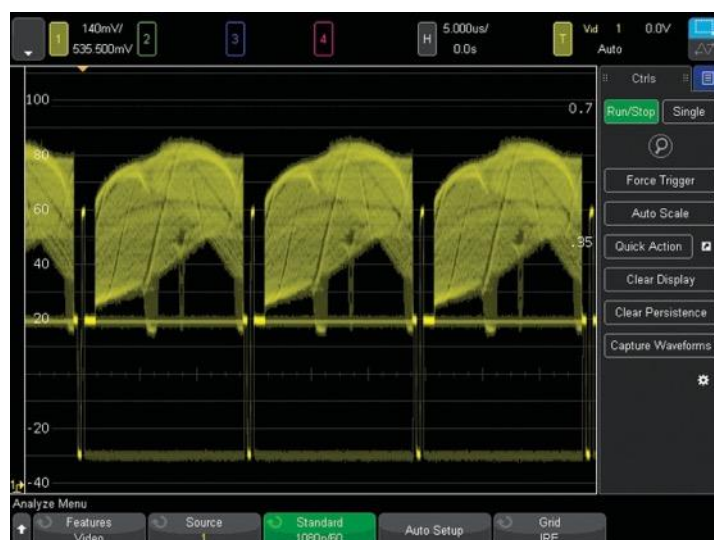 1 140mV/ 2 3 4 H 5.000us/ T Vid 1 0.0V
535.500mV 0.0s Auto
Ctrls
100
0.7
Run/Stop Single
80
Force Trigger
60
Auto Scale
.35
Quick Action
40
Clear Display
20
Clear Persistence
Capture Waveforms
-20
-40
Analyze Menu
Features Source Standard Auto Setup Grid
Video 1 1080p/60 IRE